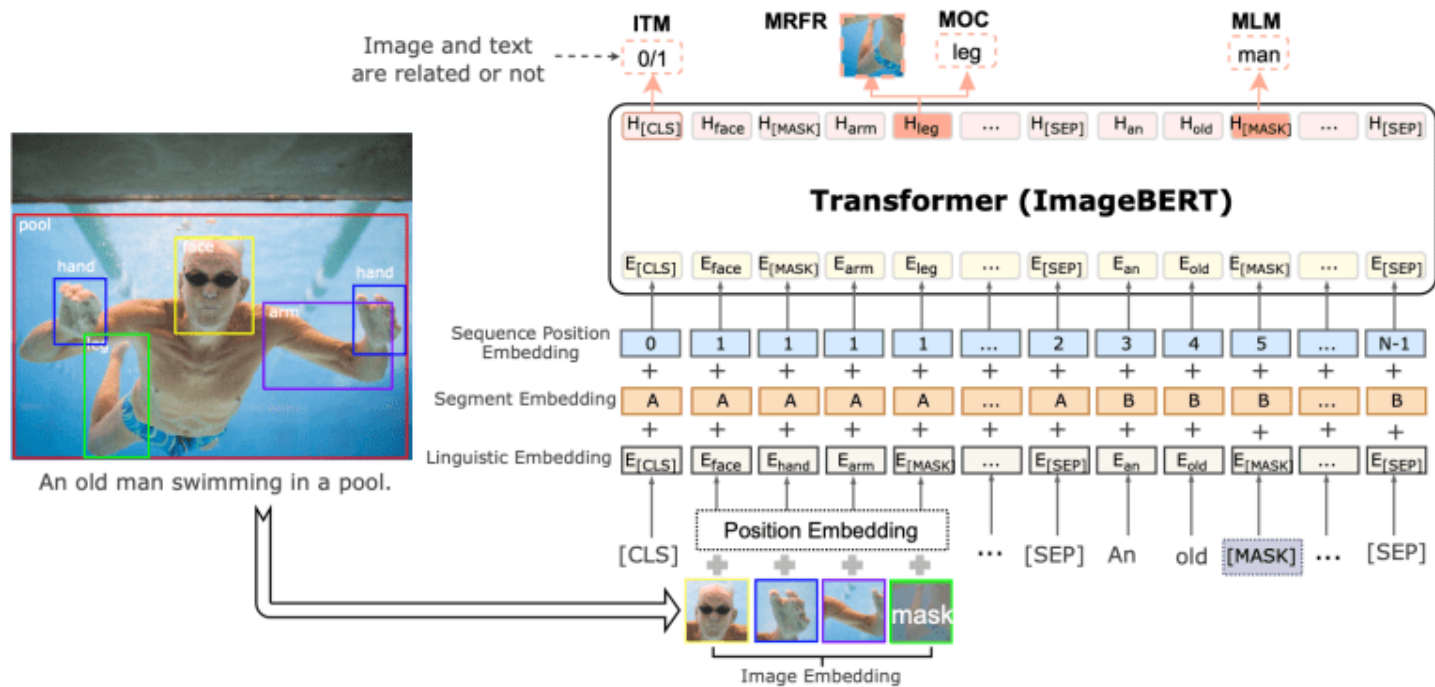 ITM
MRFR
MOC
MLM
Image and text
are related or not
0/1
leg
man
H[CLS] Hface H[MASK] Harm Hleg ... H[SEP] Han Hold H[MASK] ... H[SEP]
Transformer (ImageBERT)
E[CLS] Eface E[MASK] Earm Eleg ... E[SEP] Ean Eold E[MASK] ... E[SEP]
pool
face
hand
hand
arm
leg
An old man swimming in a pool.
Sequence Position
Embedding
0 1 1 1 1 ... 2 3 4 5 ... N-1
+ + + + + + + + + + +
Segment Embedding
A A A A A ... A B B B ... B
+ + + + + + + + + + +
Linguistic Embedding
E[CLS] Eface Ehand Earm E[MASK] ... E[SEP] Ean Eold E[MASK] ... E[SEP]
Position Embedding
[CLS] ... [SEP] An old [MASK] ... [SEP]
mask
Image Embedding